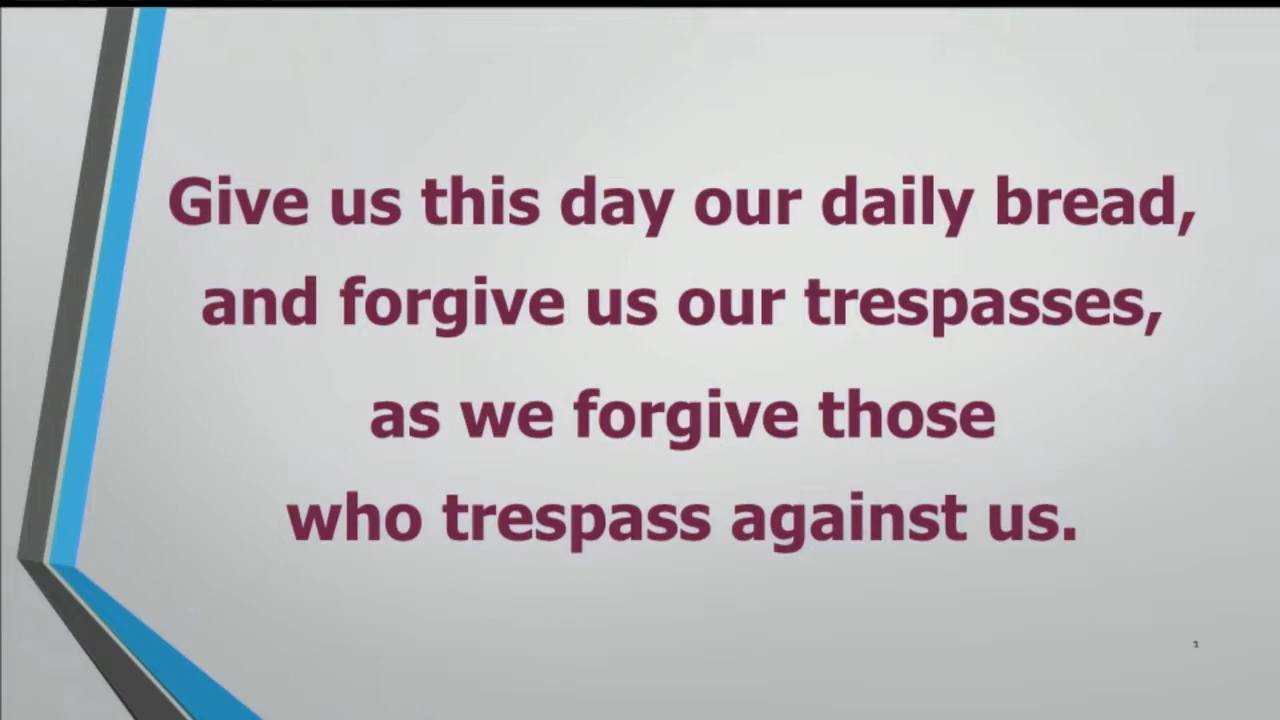 Give us this day our daily bread,
and forgive us our trespasses,
as we forgive those
who trespass against us.